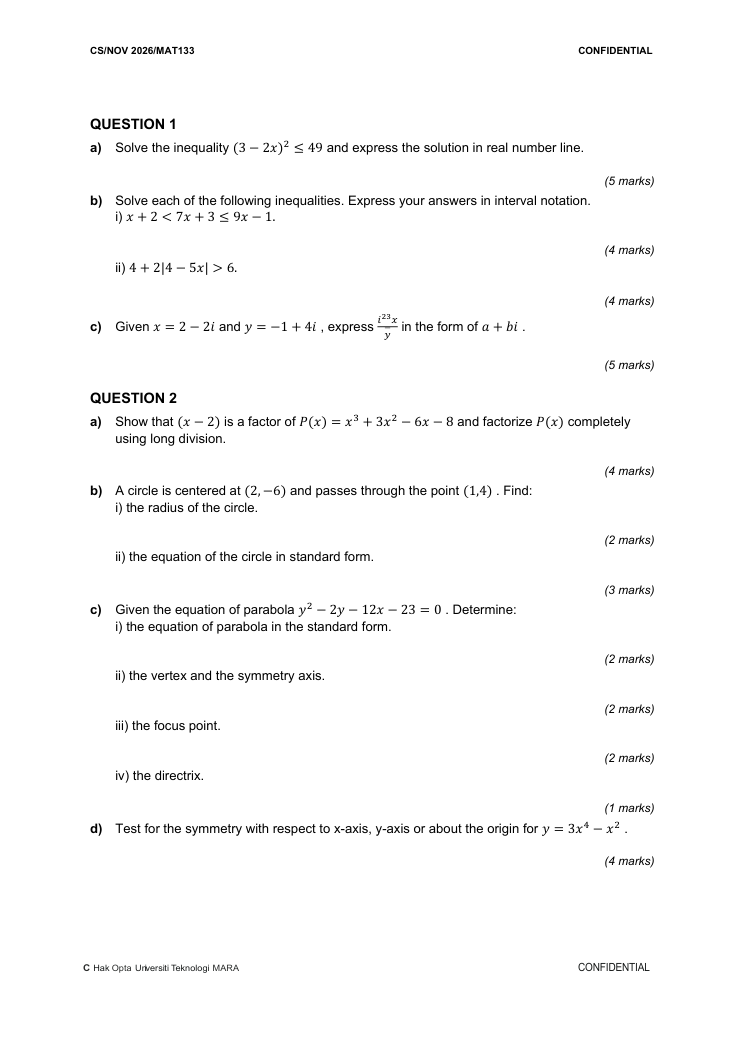 CS/NOV 2026/MAT133 CONFIDENTIAL
QUESTION 1
a) Solve the inequality (3 − 2x)² ≤ 49 and express the solution in real number line.
(5 marks)
b) Solve each of the following inequalities. Express your answers in interval notation.
i) x + 2 < 7x + 3 ≤ 9x − 1.
(4 marks)
ii) 4 + 2|4 − 5x| > 6.
(4 marks)
c) Given x = 2 − 2i and y = −1 + 4i , express i²³x/ȳ in the form of a + bi .
(5 marks)
QUESTION 2
a) Show that (x − 2) is a factor of P(x) = x³ + 3x² − 6x − 8 and factorize P(x) completely
using long division.
(4 marks)
b) A circle is centered at (2, −6) and passes through the point (1,4) . Find:
i) the radius of the circle.
(2 marks)
ii) the equation of the circle in standard form.
(3 marks)
c) Given the equation of parabola y² − 2y − 12x − 23 = 0 . Determine:
i) the equation of parabola in the standard form.
(2 marks)
ii) the vertex and the symmetry axis.
(2 marks)
iii) the focus point.
(2 marks)
iv) the directrix.
(1 marks)
d) Test for the symmetry with respect to x-axis, y-axis or about the origin for y = 3x⁴ − x² .
(4 marks)
C Hak Opta Universiti Teknologi MARA CONFIDENTIAL